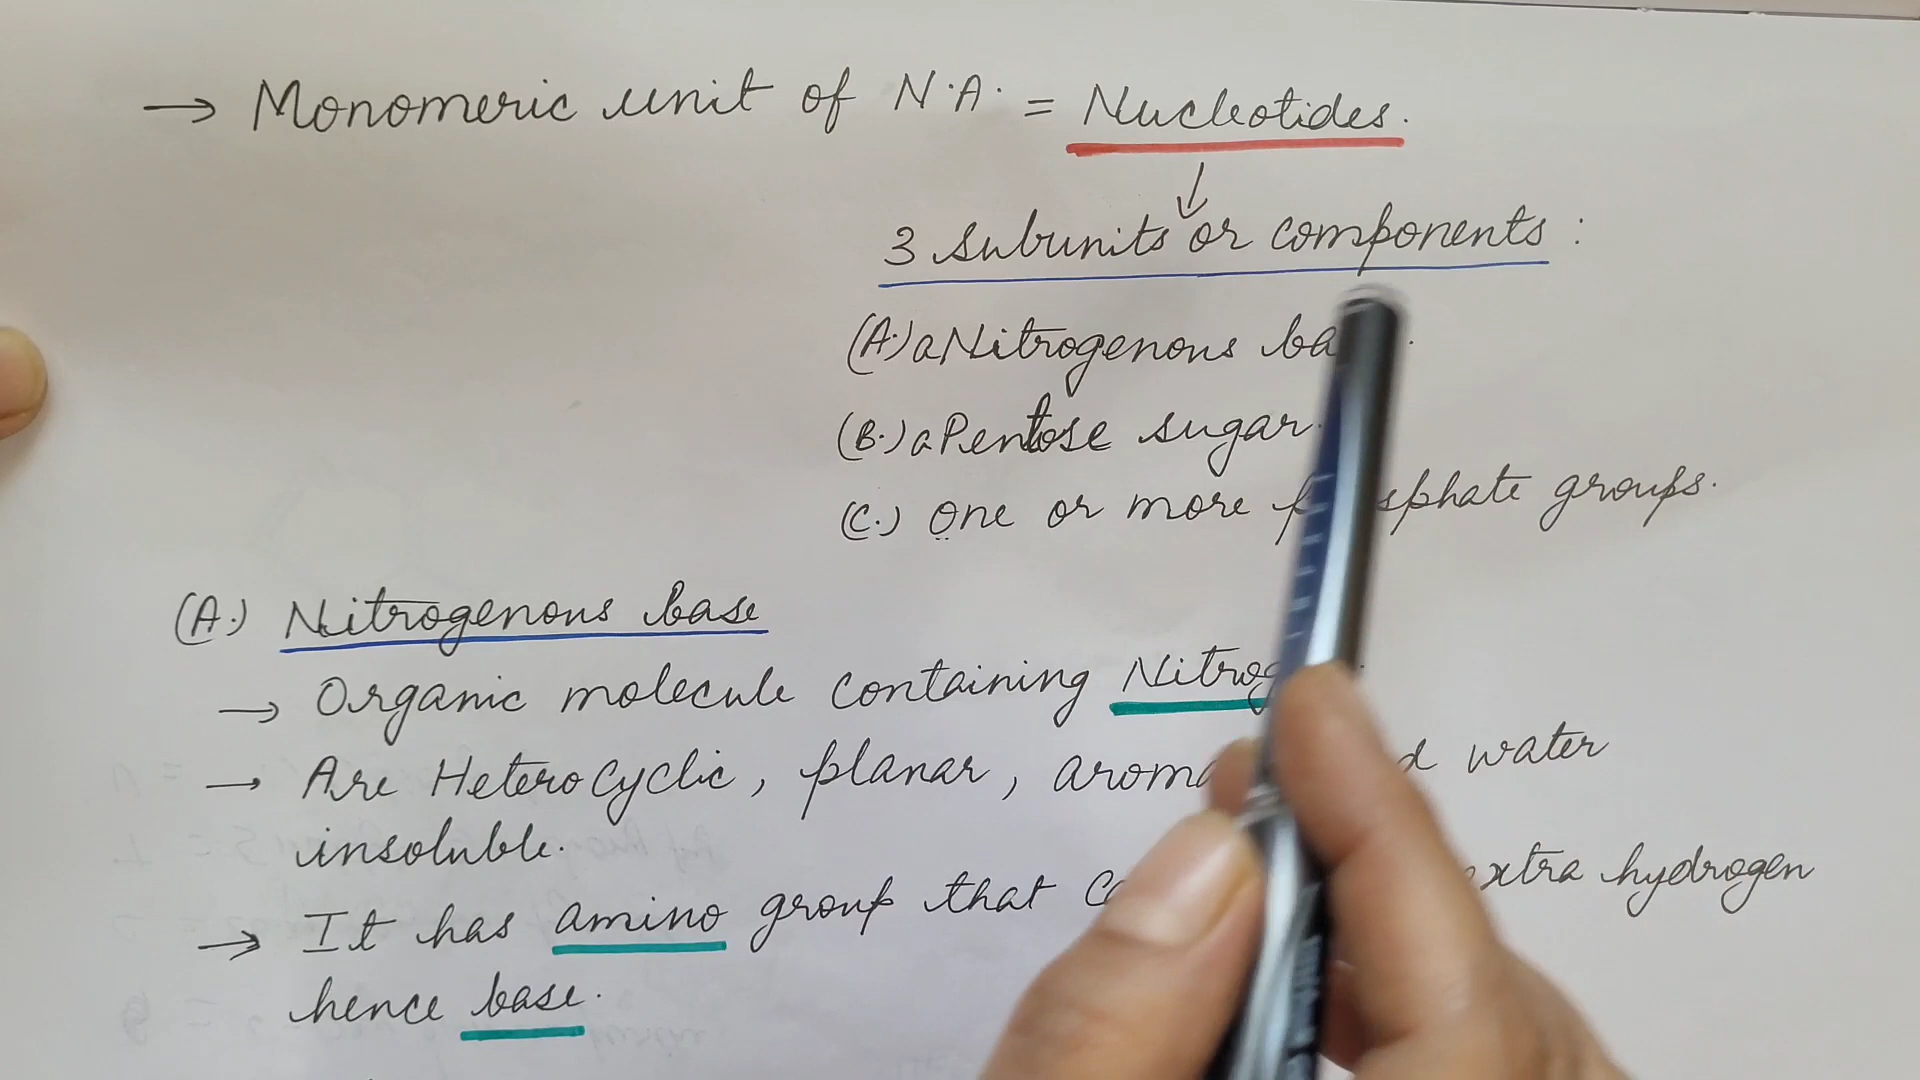 → Monomeric unit of N.A. = Nucleotides.
↓
3 subunits or components :
(A.) a Nitrogenous
(B.) a Pentose sugar.
(C.) One or more groups.
(A.) Nitrogenous base
→ Organic molecule containing
→ Are Heterocyclic, planar, water
insoluble.
→ It has amino group that extra hydrogen
hence base.